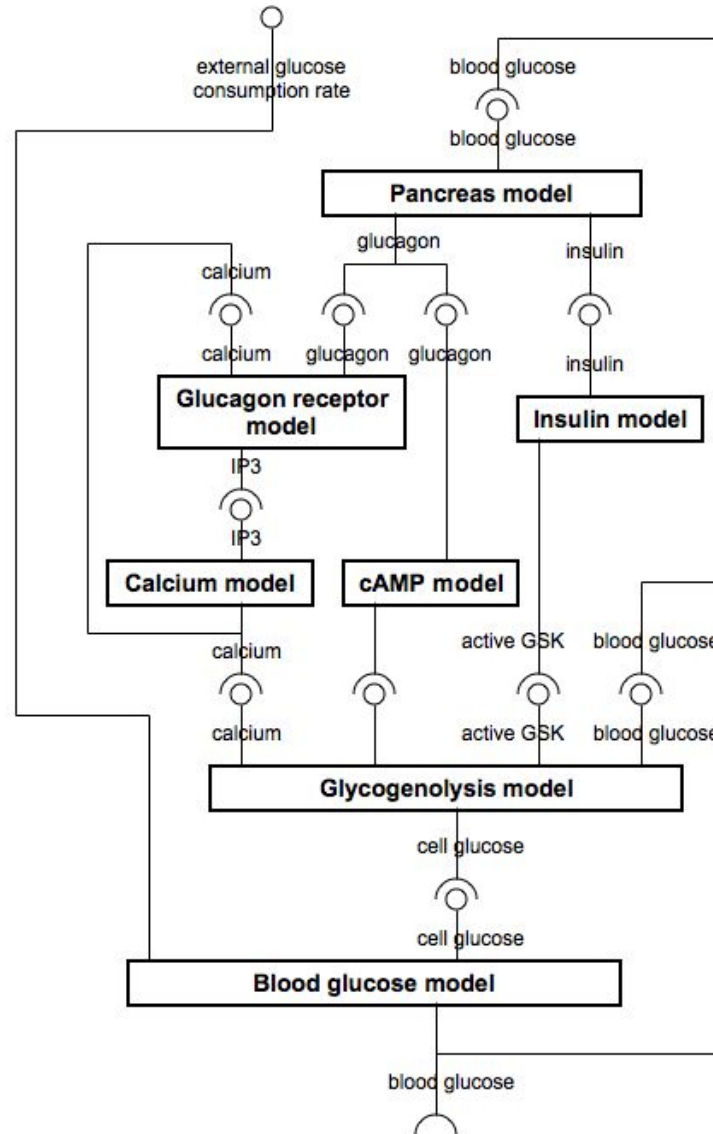 external glucose
consumption rate
blood glucose
blood glucose
Pancreas model
glucagon
insulin
calcium
calcium
glucagon
glucagon
insulin
Glucagon receptor
model
Insulin model
IP3
IP3
Calcium model
cAMP model
calcium
active GSK
blood glucose
calcium
active GSK
blood glucose
Glycogenolysis model
cell glucose
cell glucose
Blood glucose model
blood glucose